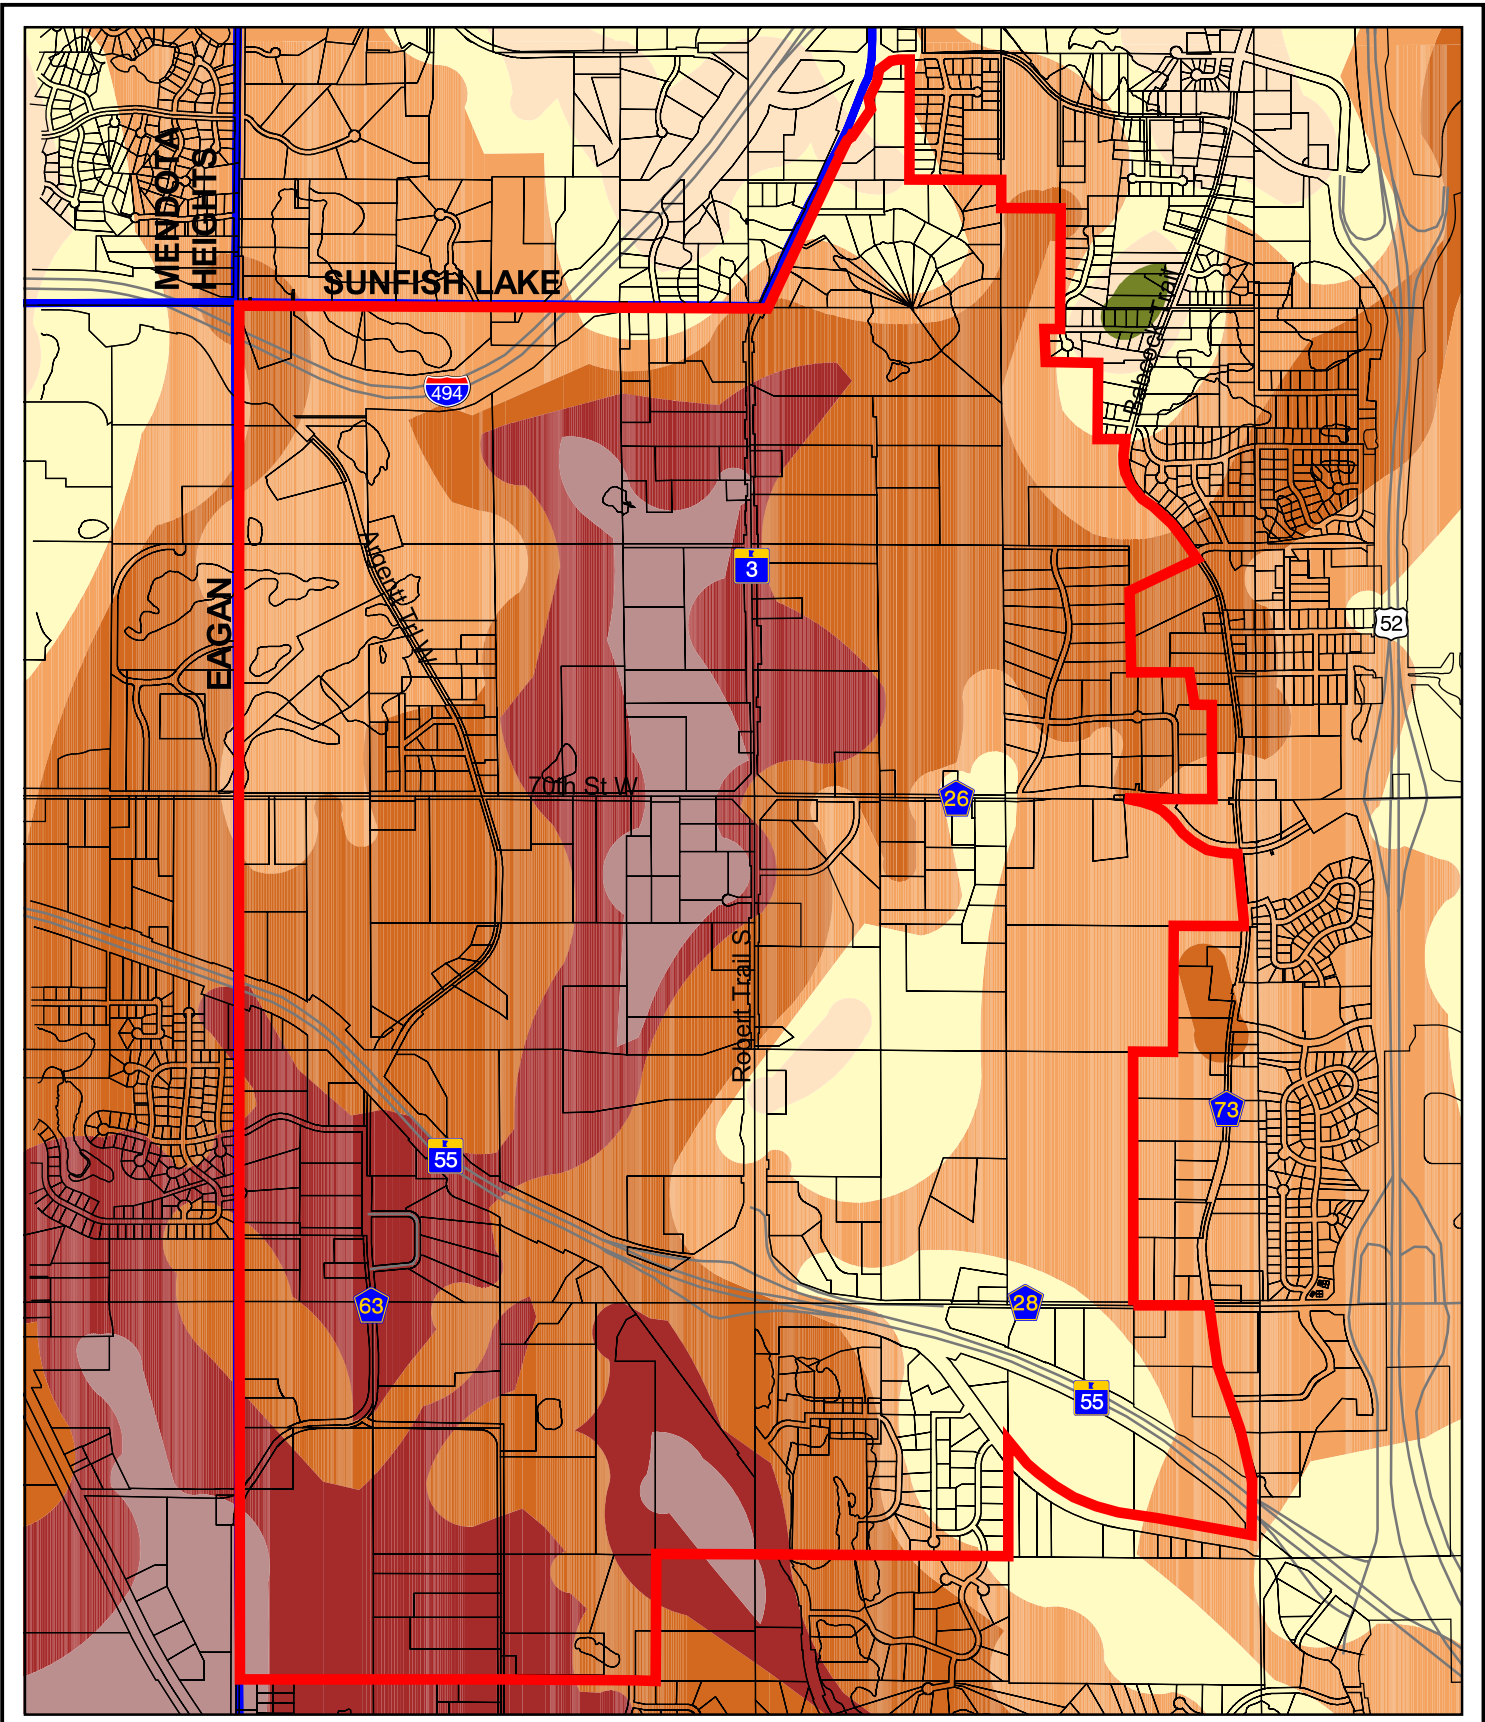 MENDOTA
HEIGHTS
SUNFISH LAKE
Babcock Trail
494
Argenta Trl W
3
EAGAN
52
70th St W
26
Robert Trail S
73
55
63
28
55